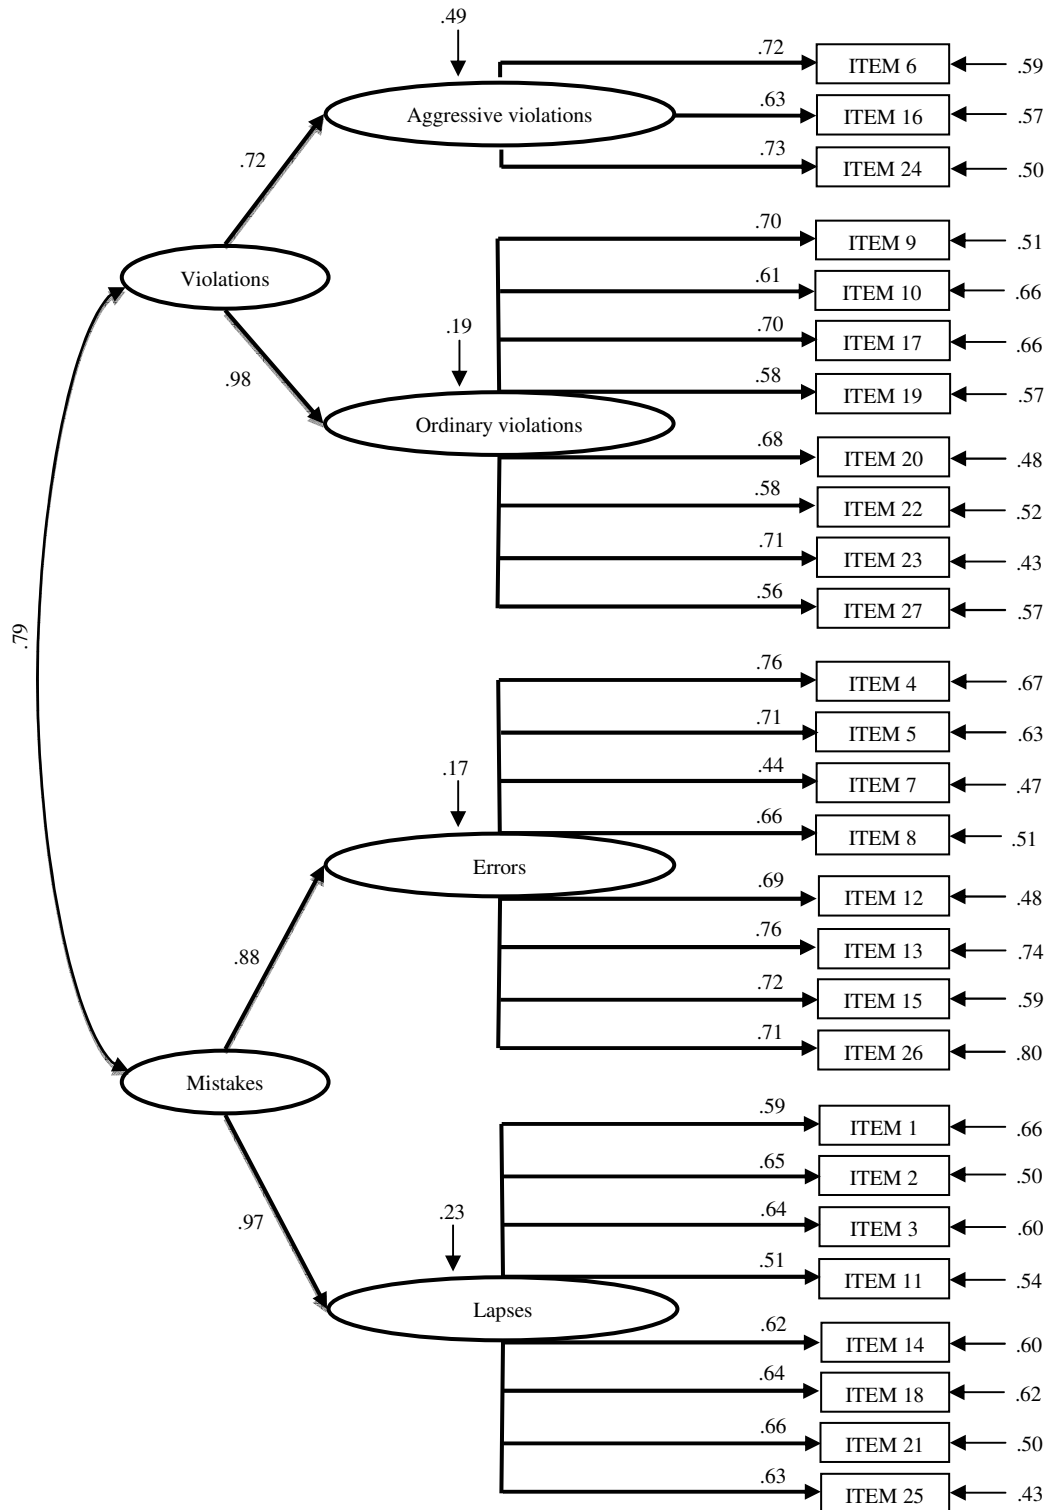 .49
.72 ITEM 6 .59
Aggressive violations .63 ITEM 16 .57
.73 ITEM 24 .50
.72
.70 ITEM 9 .51
Violations
.61 ITEM 10 .66
.19
.70 ITEM 17 .66
.98
.58 ITEM 19 .57
Ordinary violations
.68 ITEM 20 .48
.58 ITEM 22 .52
.71 ITEM 23 .43
.56 ITEM 27 .57
.79
.76 ITEM 4 .67
.71 ITEM 5 .63
.17
.44 ITEM 7 .47
.66 ITEM 8 .51
Errors
.69 ITEM 12 .48
.88
.76 ITEM 13 .74
.72 ITEM 15 .59
.71 ITEM 26 .80
Mistakes
.59 ITEM 1 .66
.65 ITEM 2 .50
.97
.23
.64 ITEM 3 .60
.51 ITEM 11 .54
Lapses
.62 ITEM 14 .60
.64 ITEM 18 .62
.66 ITEM 21 .50
.63 ITEM 25 .43